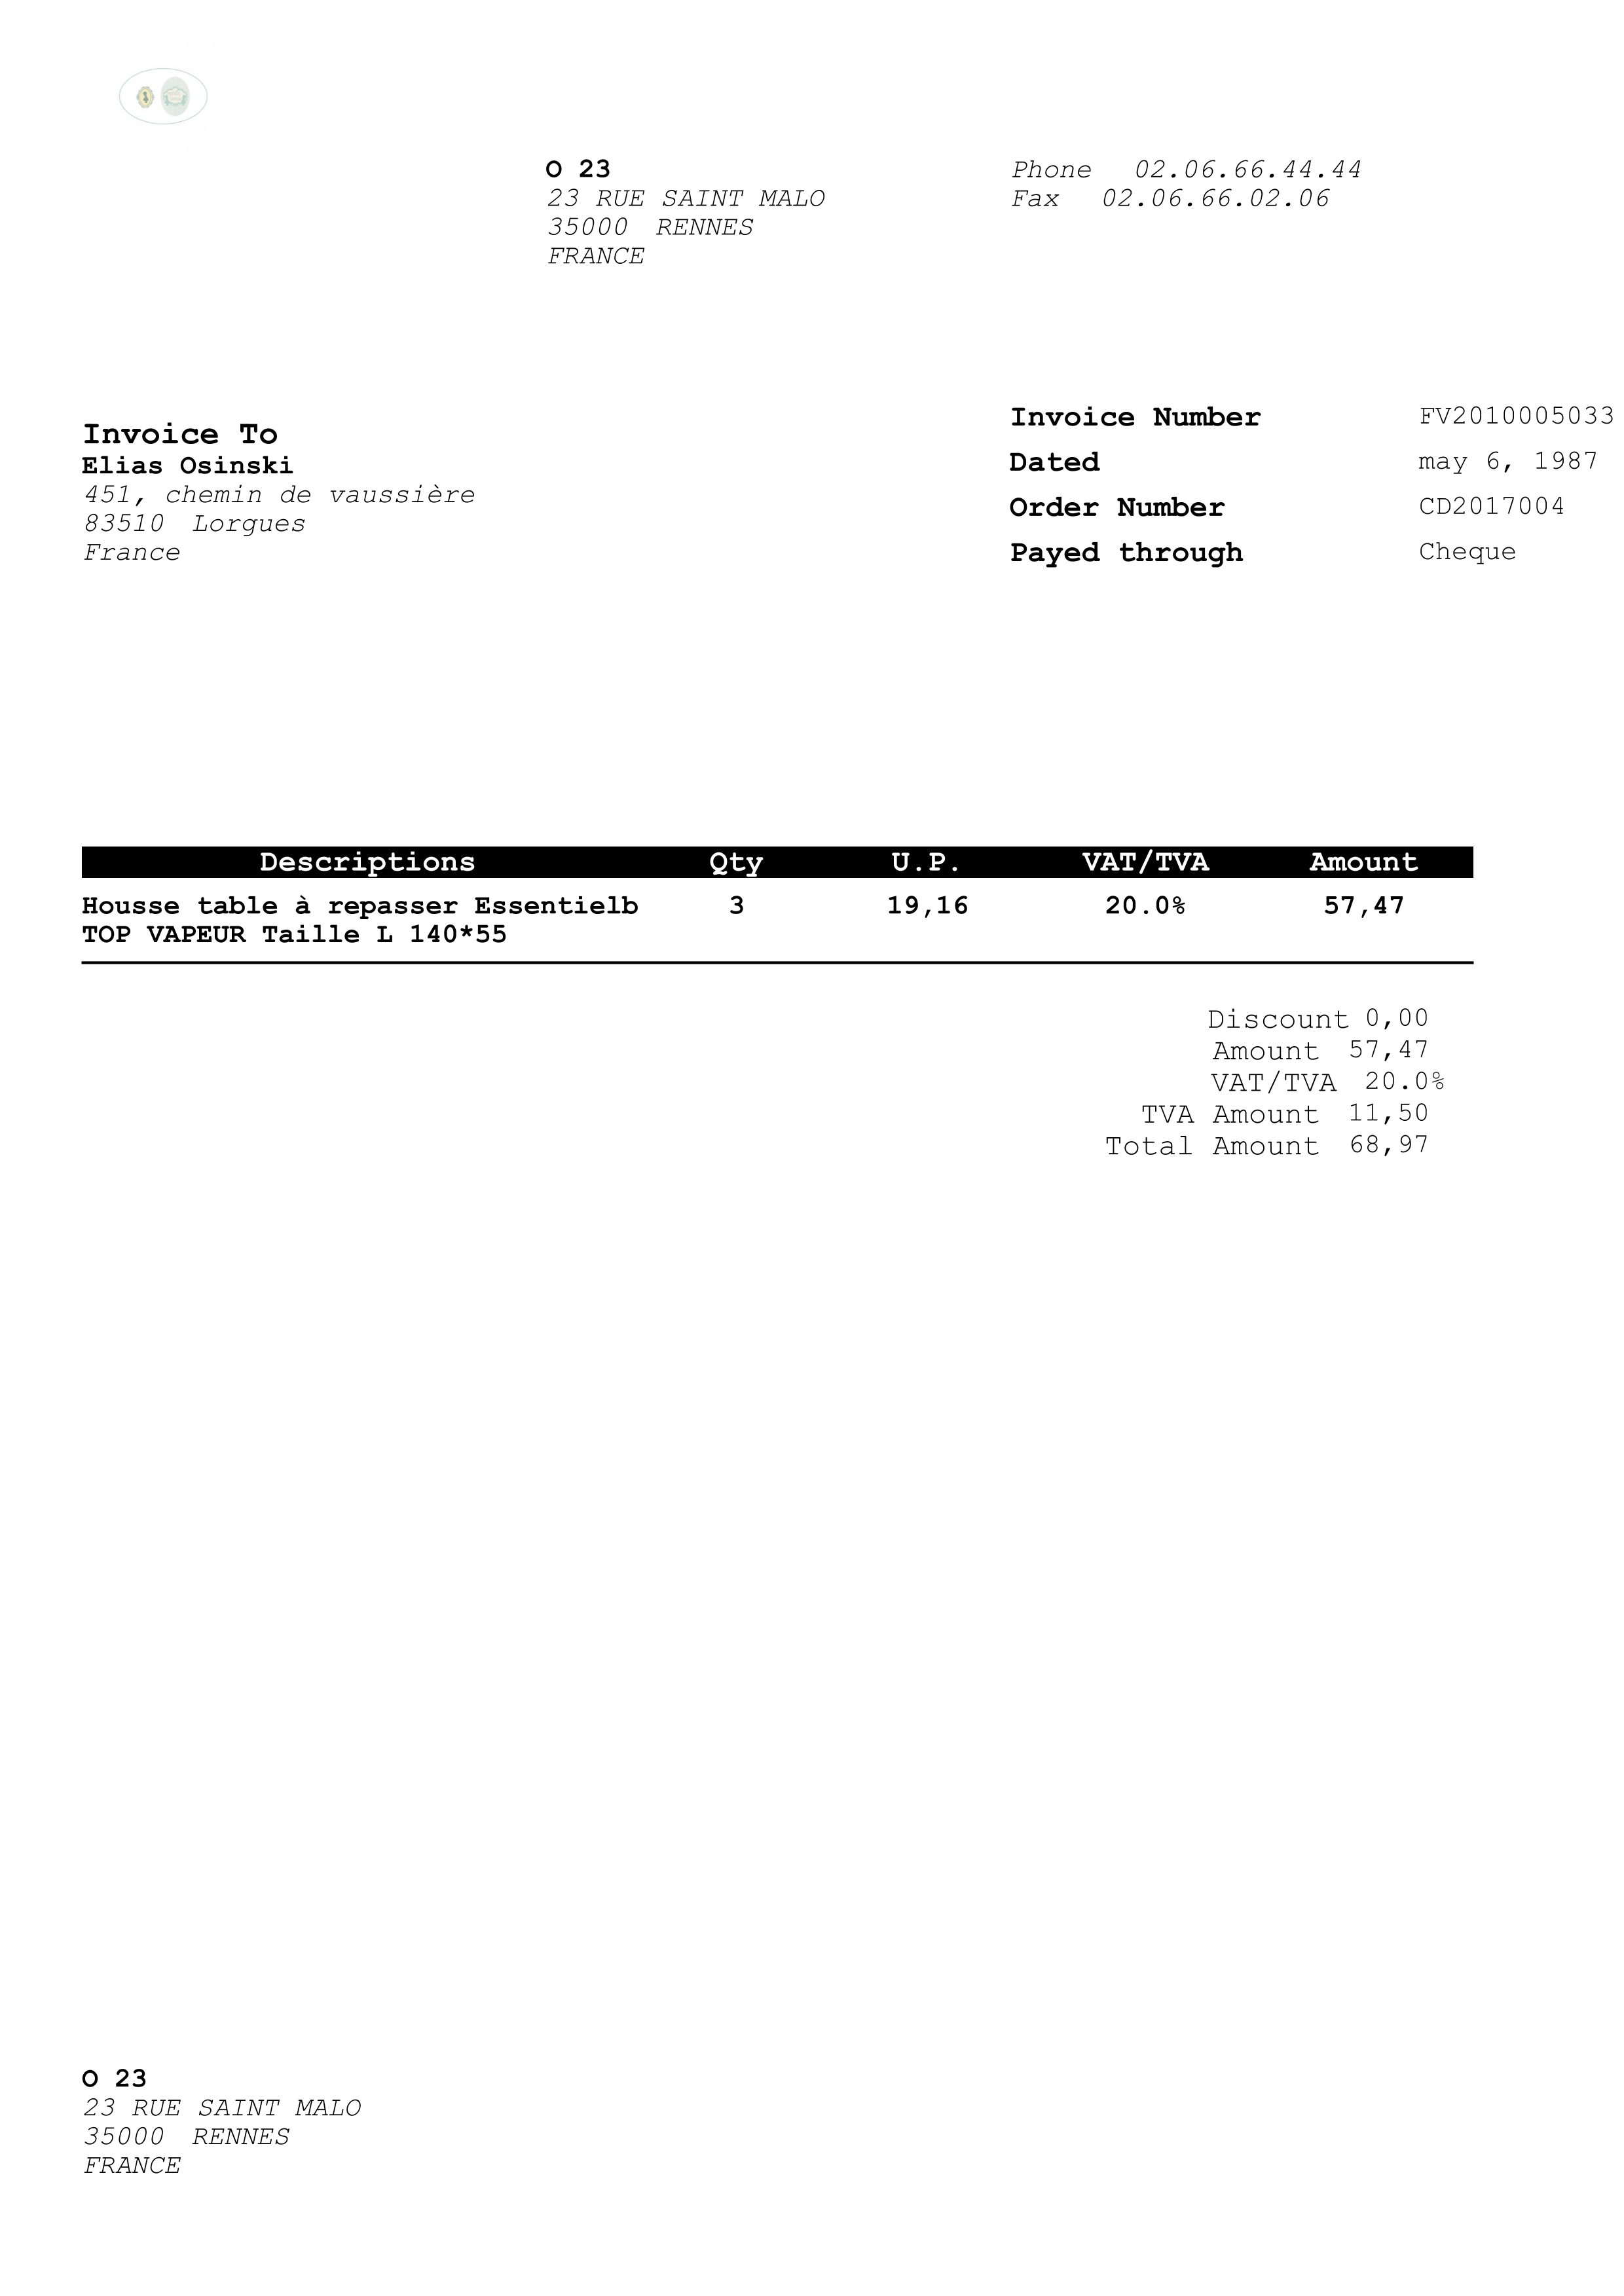 O 23
23 RUE SAINT MALO
35000 RENNES
FRANCE
Phone 02.06.66.44.44
Fax 02.06.66.02.06
Invoice To
Elias Osinski
451, chemin de vaussière
83510 Lorgues
France
Invoice Number FV2010005033
Dated may 6, 1987
Order Number CD2017004
Payed through Cheque
Descriptions Qty U.P. VAT/TVA Amount
Housse table à repasser Essentielb 3 19,16 20.0% 57,47
TOP VAPEUR Taille L 140*55
Discount 0,00
Amount 57,47
VAT/TVA 20.0%
TVA Amount 11,50
Total Amount 68,97
O 23
23 RUE SAINT MALO
35000 RENNES
FRANCE